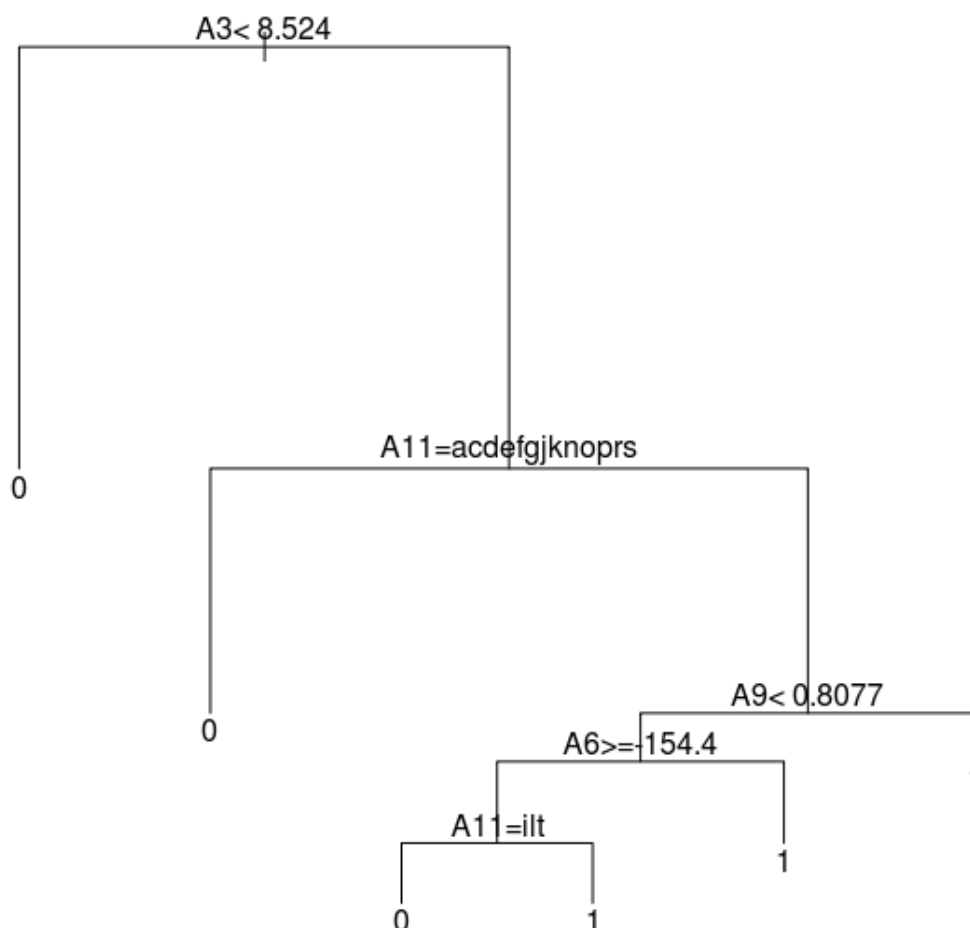 A3< 8.524
A11=acdefgjknoprs
0
0
A9< 0.8077
A6>=-154.4
A11=ilt
1
0
1